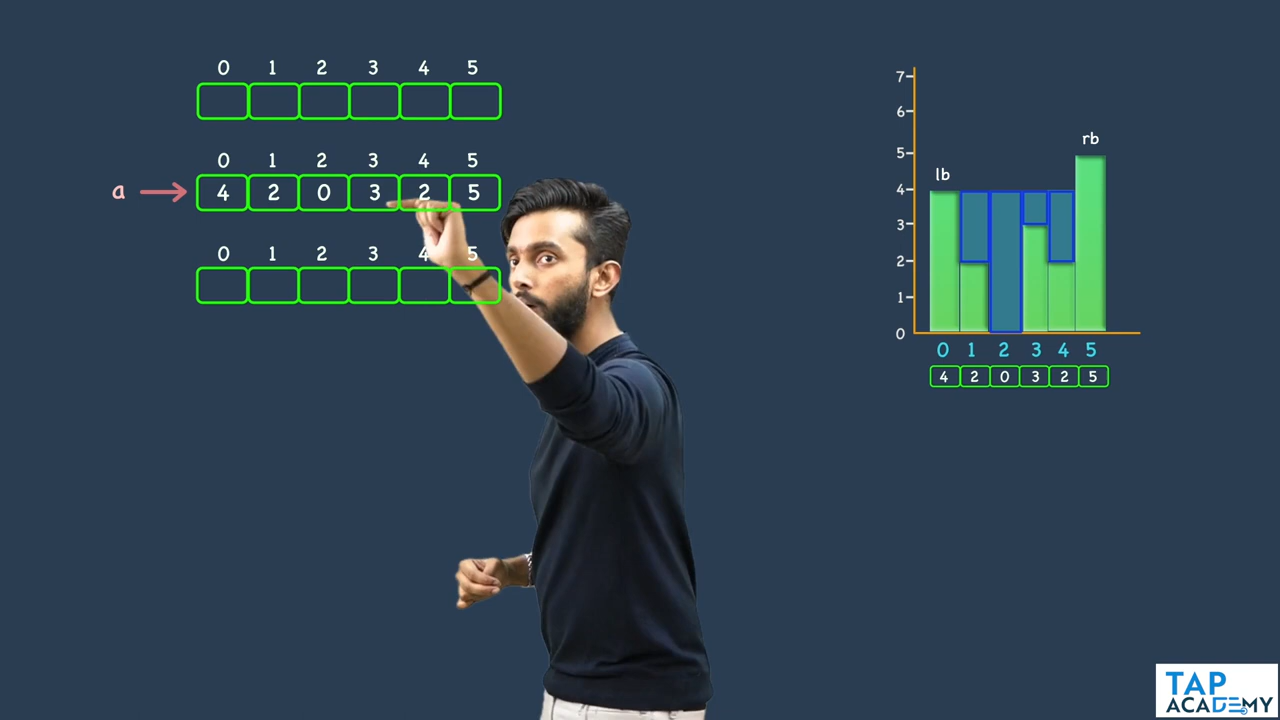 0 1 2 3 4 5
0 1 2 3 4 5
a → 4 2 0 3 2 5
0 1 2 3 4 5
7
6
5
4
3
2
1
0
lb
rb
0 1 2 3 4 5
4 2 0 3 2 5
TAP
ACADEMY